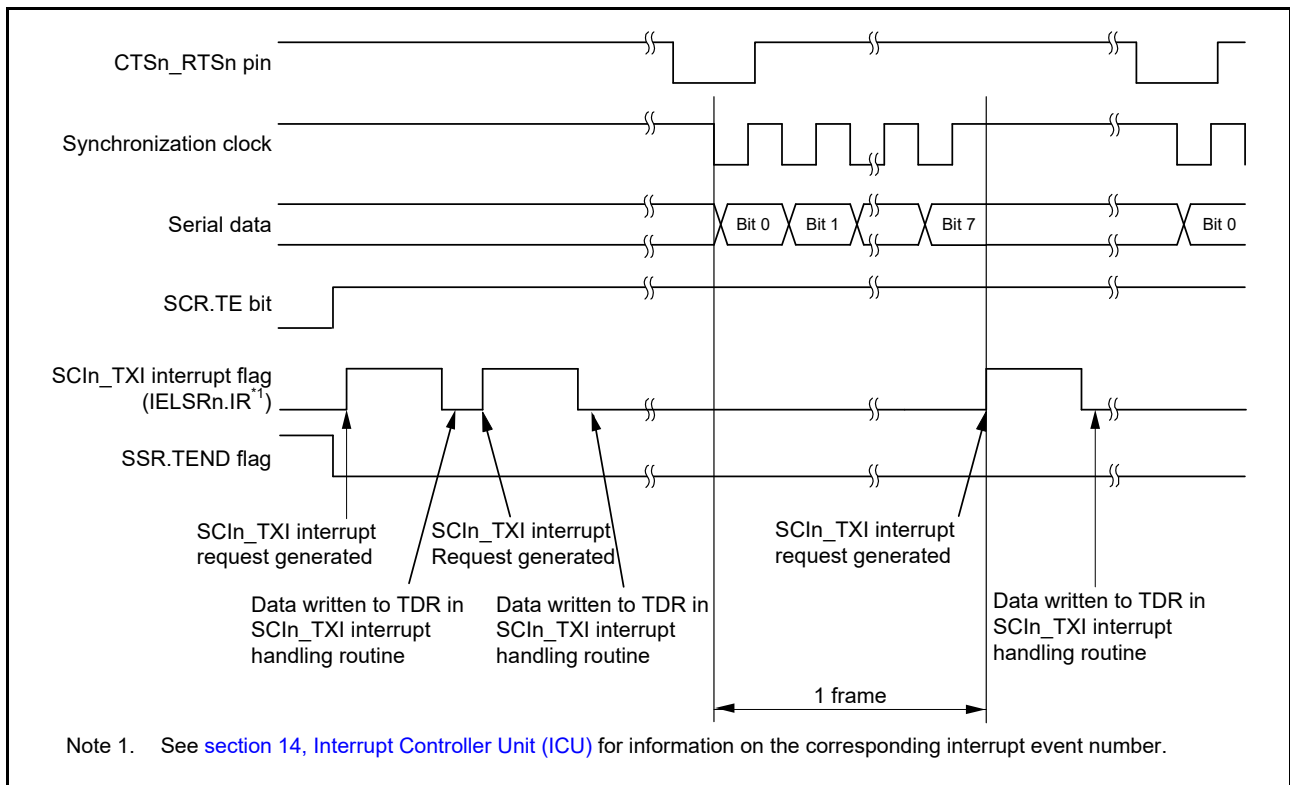 CTSn_RTSn pin
Synchronization clock
Serial data
Bit 0
Bit 1
Bit 7
Bit 0
SCR.TE bit
SCIn_TXI interrupt flag
(IELSRn.IR*1)
SSR.TEND flag
SCIn_TXI interrupt
request generated
SCIn_TXI interrupt
Request generated
SCIn_TXI interrupt
request generated
Data written to TDR in
SCIn_TXI interrupt
handling routine
Data written to TDR in
SCIn_TXI interrupt
handling routine
Data written to TDR in
SCIn_TXI interrupt
handling routine
1 frame
Note 1. See section 14, Interrupt Controller Unit (ICU) for information on the corresponding interrupt event number.